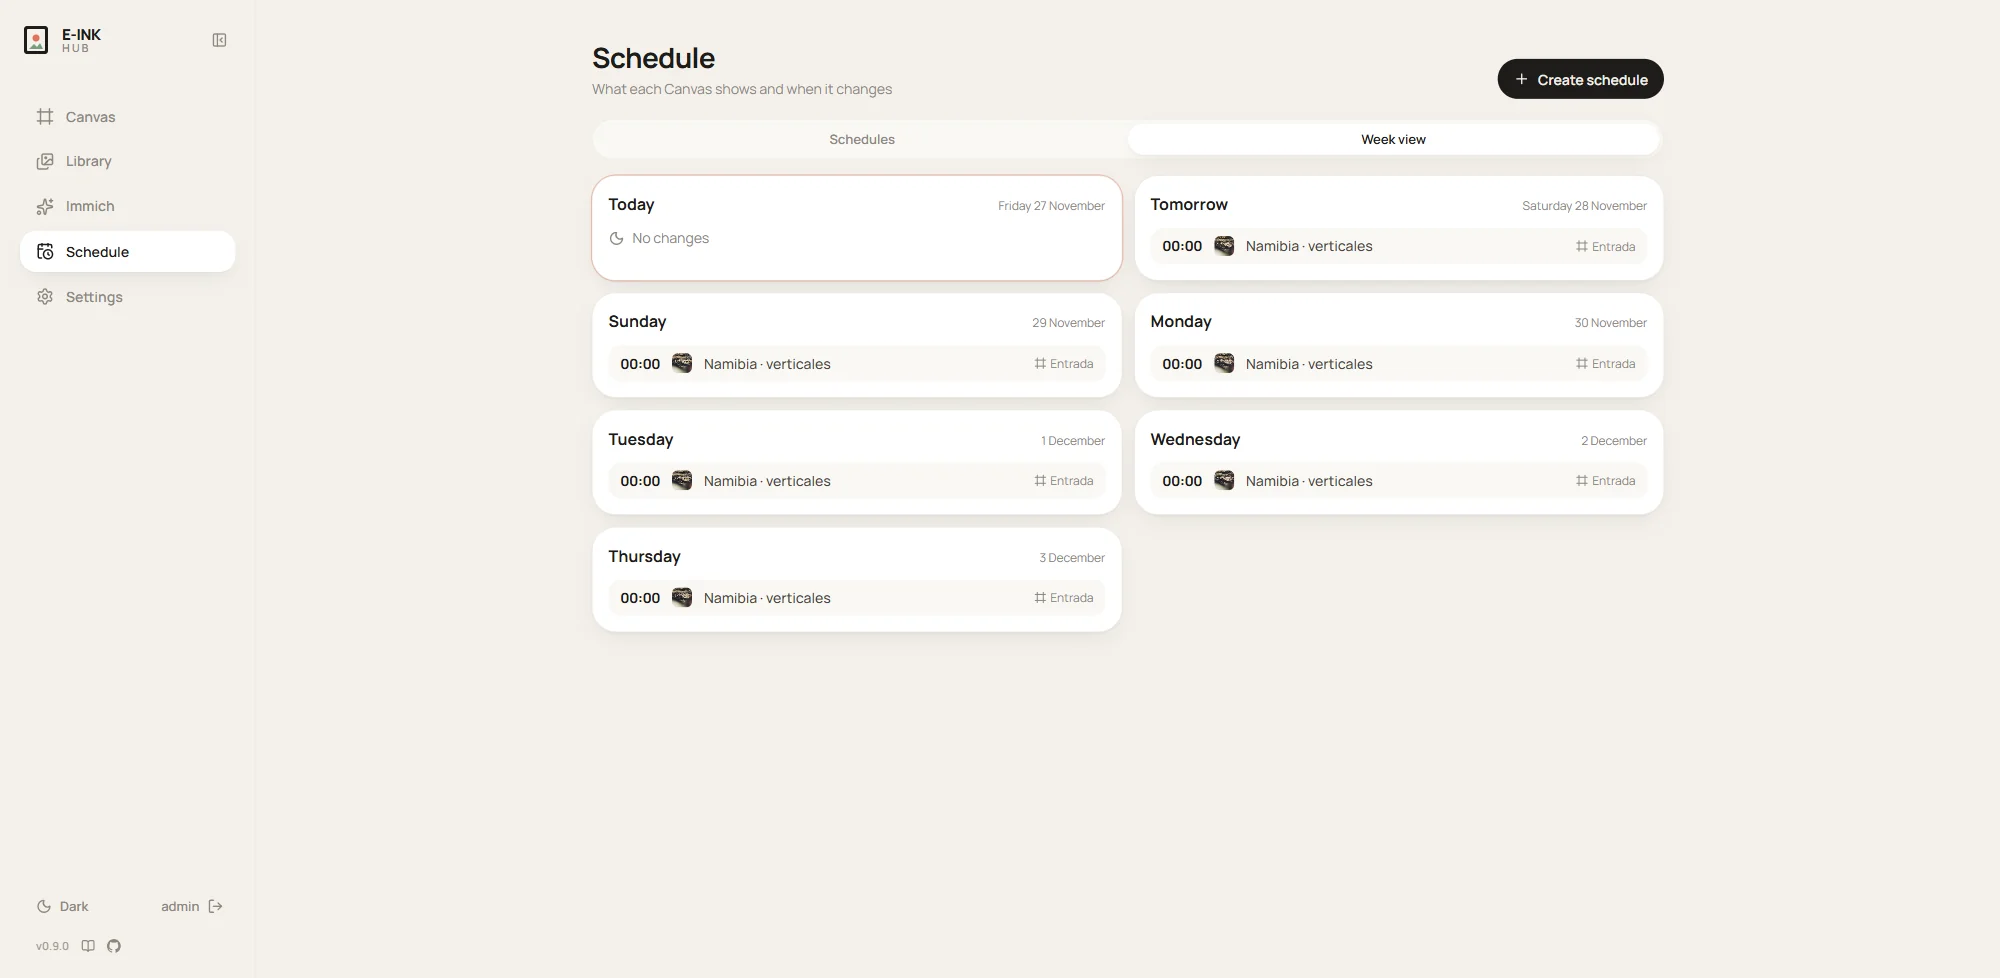 E-INK
HUB
Canvas
Library
Immich
Schedule
Settings
Dark
admin
v0.9.0
Schedule
What each Canvas shows and when it changes
Create schedule
Schedules
Week view
Today
Friday 27 November
No changes
Tomorrow
Saturday 28 November
00:00 Namibia · verticales Entrada
Sunday
29 November
00:00 Namibia · verticales Entrada
Monday
30 November
00:00 Namibia · verticales Entrada
Tuesday
1 December
00:00 Namibia · verticales Entrada
Wednesday
2 December
00:00 Namibia · verticales Entrada
Thursday
3 December
00:00 Namibia · verticales Entrada